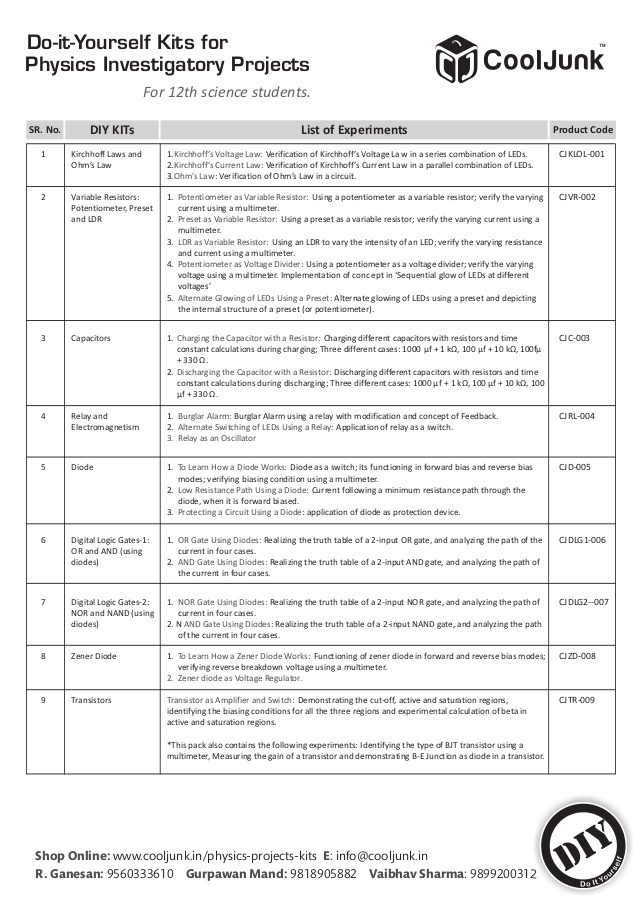 Do-it-Yourself Kits for
Physics Investigatory Projects
For 12th science students.
CoolJunk™
SR. No. DIY KITs List of Experiments Product Code
1 Kirchhoff Laws and
Ohm's Law
1.Kirchhoff's Voltage Law: Verification of Kirchhoff's Voltage La w in a series combination of LEDs.
2.Kirchhoff's Current Law: Verification of Kirchhoff's Current Law in a parallel combination of LEDs.
3.Ohm's Law: Verification of Ohm's Law in a circuit.
CJKLOL-001
2 Variable Resistors:
Potentiometer, Preset
and LDR
1. Potentiometer as Variable Resistor: Using a potentiometer as a variable resistor; verify the varying
current using a multimeter.
2. Preset as Variable Resistor: Using a preset as a variable resistor; verify the varying current using a
multimeter.
3. LDR as Variable Resistor: Using an LDR to vary the intensity of an LED; verify the varying resistance
and current using a multimeter.
4. Potentiometer as Voltage Divider: Using a potentiometer as a voltage divider; verify the varying
voltage using a multimeter. Implementation of concept in 'Sequential glow of LEDs at different
voltages'
5. Alternate Glowing of LEDs Using a Preset: Alternate glowing of LEDs using a preset and depicting
the internal structure of a preset (or potentiometer).
CJVR-002
3 Capacitors
1. Charging the Capacitor with a Resistor: Charging different capacitors with resistors and time
constant calculations during charging; Three different cases: 1000 µf + 1 kΩ, 100 µf + 10 kΩ, 100fµ
+ 330 Ω .
2. Discharging the Capacitor with a Resistor: Discharging different capacitors with resistors and time
constant calculations during discharging; Three different cases: 1000 µf + 1 kΩ, 100 µf + 10 kΩ, 100
µf + 330 Ω .
CJC-003
4 Relay and
Electromagnetism
1. Burglar Alarm: Burglar Alarm using a relay with modification and concept of Feedback.
2. Alternate Switching of LEDs Using a Relay: Application of relay as a switch.
3. Relay as an Oscillator
CJRL-004
5 Diode
1. To Learn How a Diode Works: Diode as a switch; its functioning in forward bias and reverse bias
modes; verifying biasing condition using a multimeter.
2. Low Resistance Path Using a Diode: Current following a minimum resistance path through the
diode, when it is forward biased.
3. Protecting a Circuit Using a Diode: application of diode as protection device.
CJD-005
6 Digital Logic Gates-1:
OR and AND (using
diodes)
1. OR Gate Using Diodes: Realizing the truth table of a 2-input OR gate, and analyzing the path of the
current in four cases.
2. AND Gate Using Diodes: Realizing the truth table of a 2-input AND gate, and analyzing the path of
the current in four cases.
CJDLG1-006
7 Digital Logic Gates-2:
NOR and NAND (using
diodes)
1. NOR Gate Using Diodes: Realizing the truth table of a 2-input NOR gate, and analyzing the path of
current in four cases.
2. N AND Gate Using Diodes: Realizing the truth table of a 2-input NAND gate, and analyzing the path
of the current in four cases.
CJDLG2--007
8 Zener Diode
1. To Learn How a Zener Diode Works: Functioning of zener diode in forward and reverse bias modes;
verifying reverse breakdown voltage using a multimeter.
2. Zener diode as Voltage Regulator.
CJZD-008
9 Transistors
Transistor as Amplifier and Switch: Demonstrating the cut-off, active and saturation regions,
identifying the biasing conditions for all the three regions and experimental calculation of beta in
active and saturation regions.
*This pack also contains the following experiments: Identifying the type of BJT transistor using a
multimeter, Measuring the gain of a transistor and demonstrating B-E Junction as diode in a transistor.
CJTR-009
Shop Online: www.cooljunk.in/physics-projects-kits E: info@cooljunk.in
R. Ganesan: 9560333610 Gurpawan Mand: 9818905882 Vaibhav Sharma: 9899200312
DIY
Do It Yourself